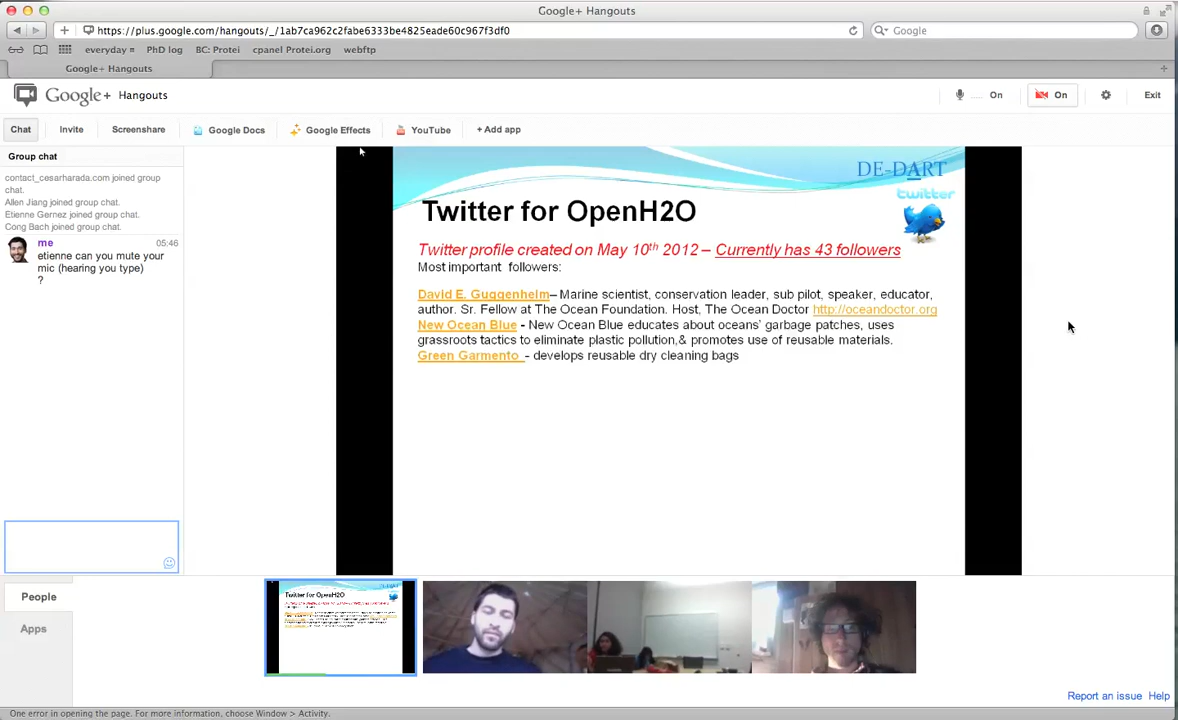 Google+ Hangouts
https://plus.google.com/hangouts/_/1ab7ca962c2fabe6333be4825eade60c967f3df0
Google
everyday
PhD log
BC: Protei
cpanel Protei.org
webftp
Google+ Hangouts
Google+ Hangouts
On
On
Exit
Chat
Invite
Screenshare
Google Docs
Google Effects
YouTube
+ Add app
Group chat
contact_cesarharada.com joined group
chat.
Allen Jiang joined group chat.
Etienne Gernez joined group chat.
Cong Bach joined group chat.
me 05:46
etienne can you mute your
mic (hearing you type)
?
DE-DART
twitter
Twitter for OpenH2O
Twitter profile created on May 10th 2012 – Currently has 43 followers
Most important followers:
David E. Guggenheim– Marine scientist, conservation leader, sub pilot, speaker, educator,
author. Sr. Fellow at The Ocean Foundation. Host, The Ocean Doctor http://oceandoctor.org
New Ocean Blue - New Ocean Blue educates about oceans' garbage patches, uses
grassroots tactics to eliminate plastic pollution,& promotes use of reusable materials.
Green Garmento - develops reusable dry cleaning bags
People
Apps
Twitter for OpenH2O
Report an issue Help
One error in opening the page. For more information, choose Window > Activity.